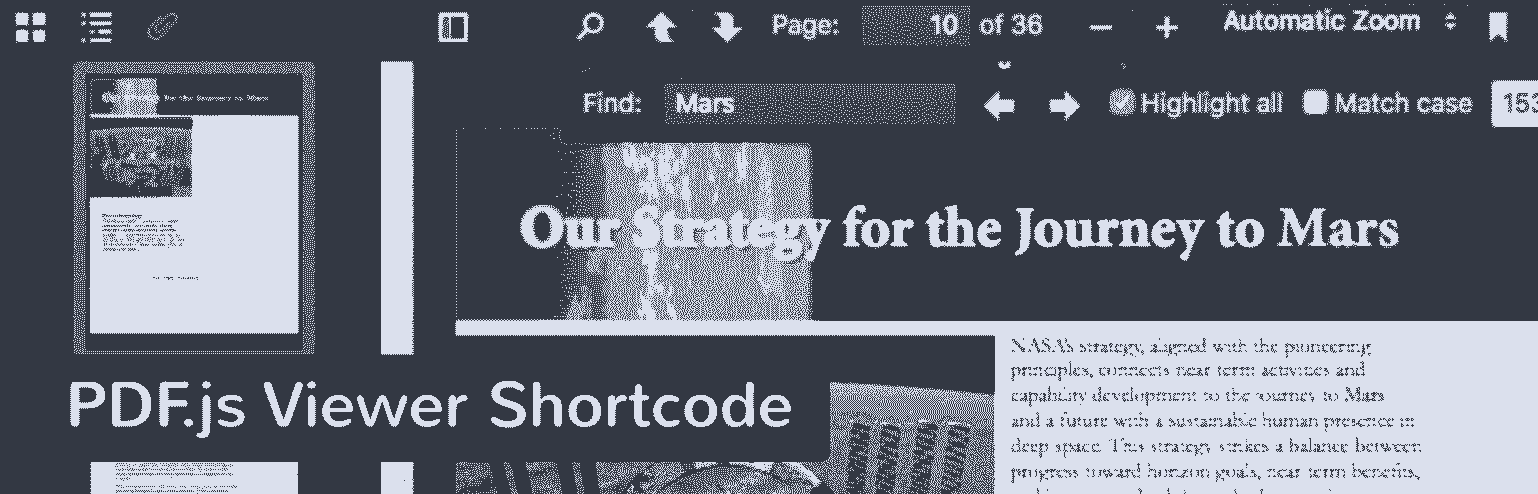 Page: 10 of 36 Automatic Zoom
Find: Mars Highlight all Match case 153
Our Strategy for the Journey to Mars
NASA's strategy, aligned with the pioneering
principles, connects near term activities and
capability development to the journey to Mars
and a future with a sustainable human presence in
deep space. This strategy strikes a balance between
progress toward horizon goals, near term benefits,
PDF.js Viewer Shortcode